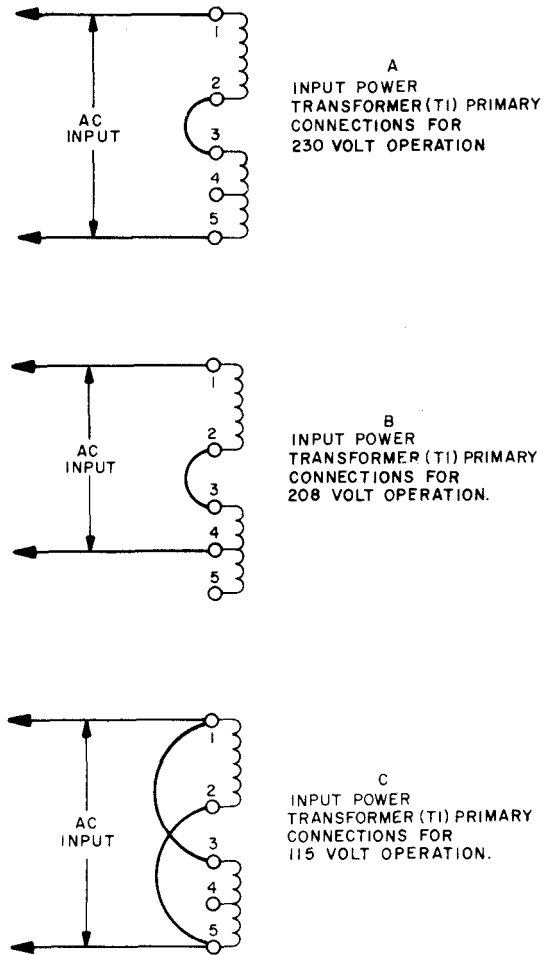 1
2
3
4
5
AC
INPUT
A
INPUT POWER
TRANSFORMER (T1) PRIMARY
CONNECTIONS FOR
230 VOLT OPERATION
1
2
3
4
5
AC
INPUT
B
INPUT POWER
TRANSFORMER (T1) PRIMARY
CONNECTIONS FOR
208 VOLT OPERATION.
1
2
3
4
5
AC
INPUT
C
INPUT POWER
TRANSFORMER (T1) PRIMARY
CONNECTIONS FOR
115 VOLT OPERATION.